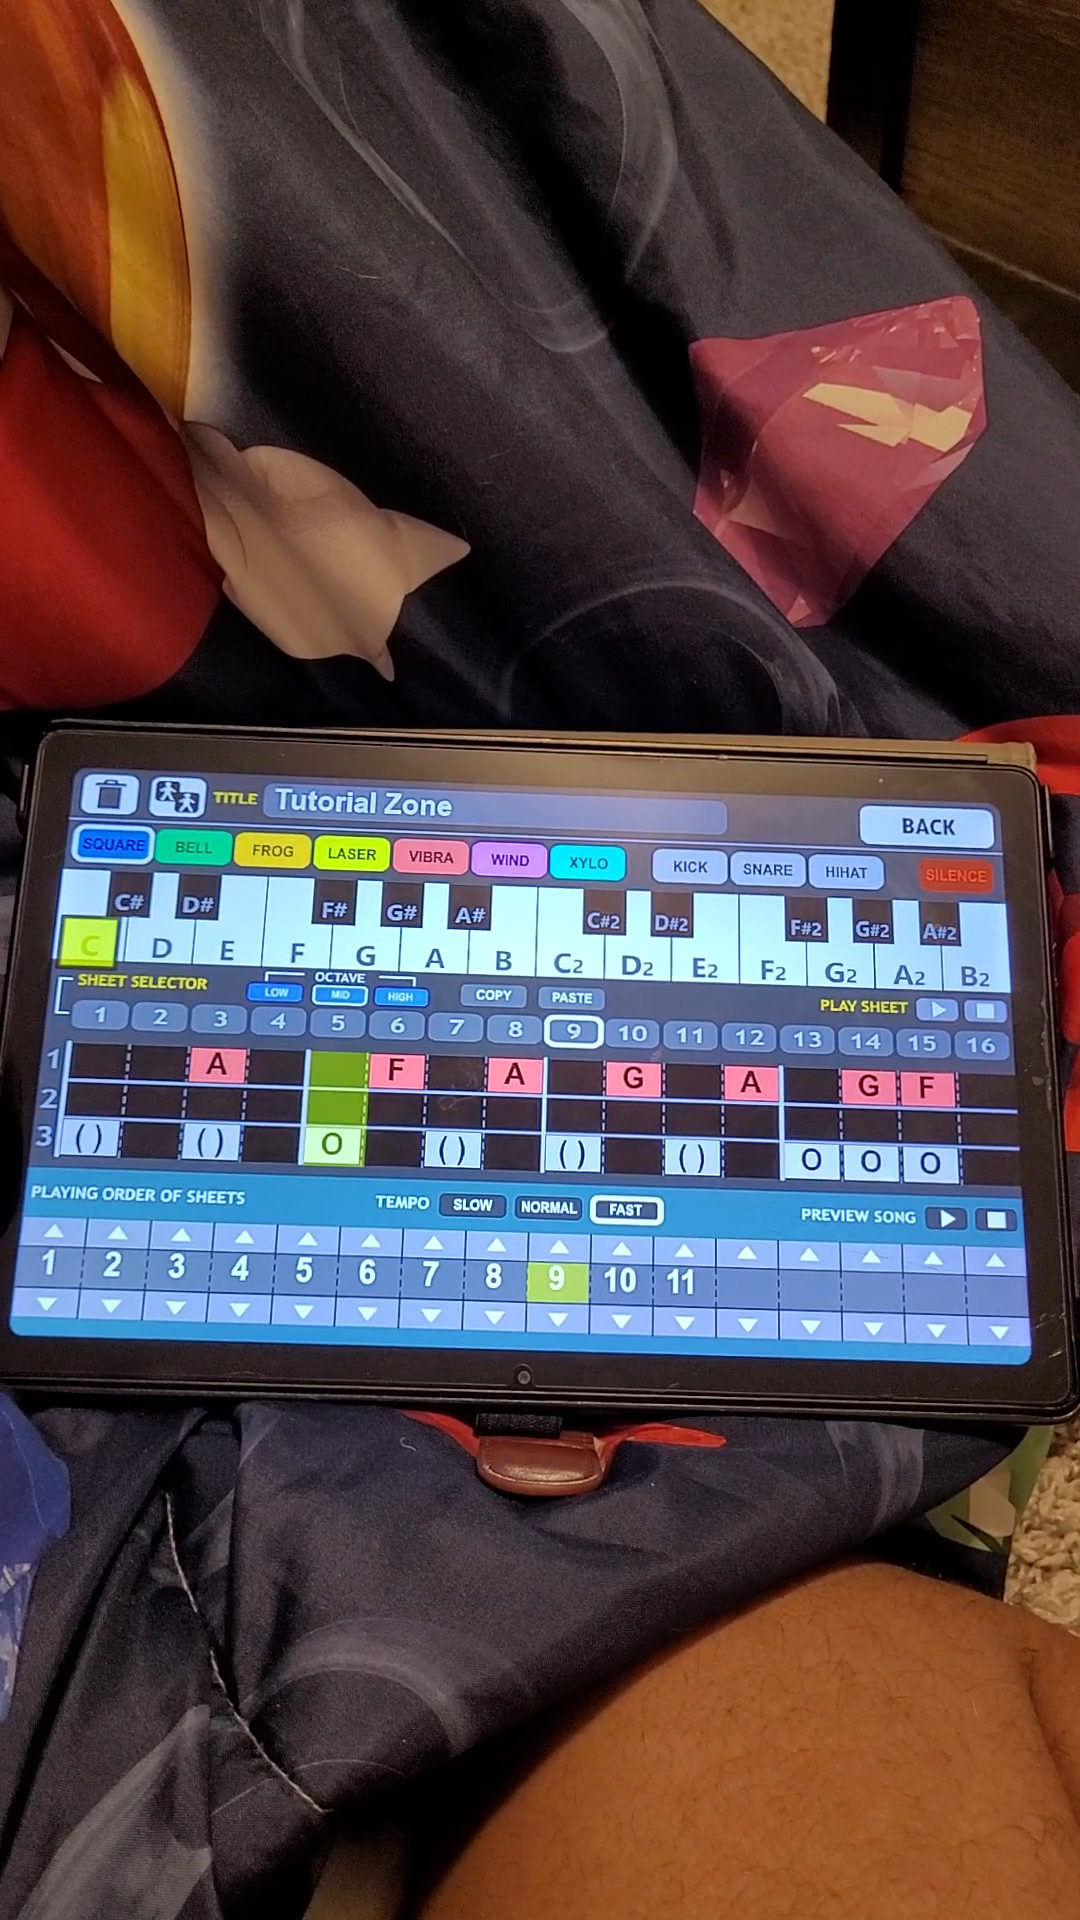 TITLE Tutorial Zone BACK
SQUARE BELL FROG LASER VIBRA WIND XYLO KICK SNARE HIHAT SILENCE
C# D# F# G# A# C#2 D#2 F#2 G#2 A#2
C D E F G A B C2 D2 E2 F2 G2 A2 B2
SHEET SELECTOR OCTAVE
LOW MID HIGH COPY PASTE PLAY SHEET
1 2 3 4 5 6 7 8 9 10 11 12 13 14 15 16
1 A F A G A G F
2
3 () () O () () () O O O
PLAYING ORDER OF SHEETS TEMPO SLOW NORMAL FAST PREVIEW SONG
1 2 3 4 5 6 7 8 9 10 11